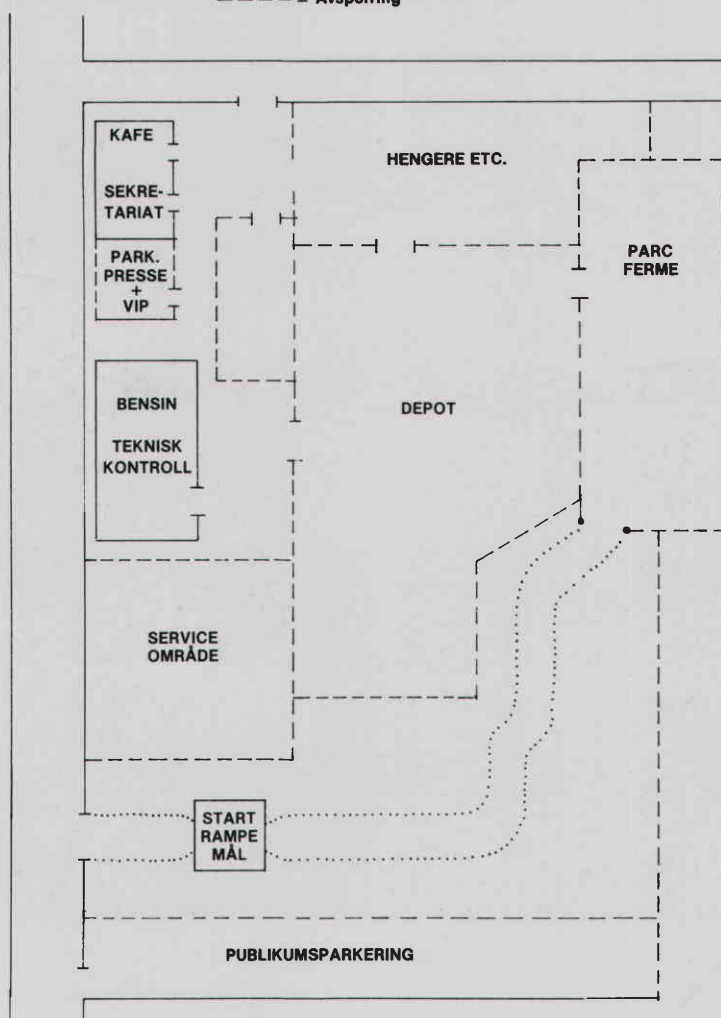 Avsperring
KAFE
SEKRE-
TARIAT
PARK.
PRESSE
+
VIP
HENGERE ETC.
PARC
FERME
BENSIN
TEKNISK
KONTROLL
DEPOT
SERVICE
OMRÅDE
START
RAMPE
MÅL
PUBLIKUMSPARKERING